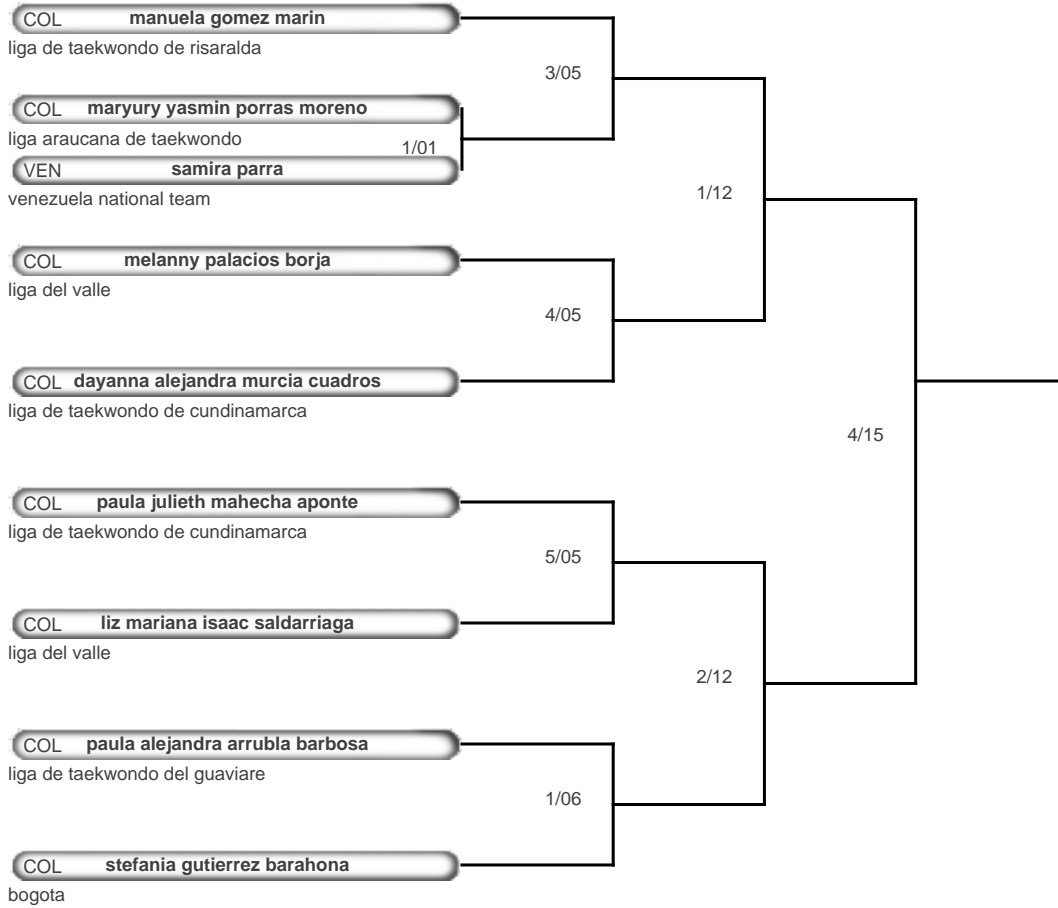 COL manuela gomez marin
liga de taekwondo de risaralda
3/05
COL maryury yasmin porras moreno
liga araucana de taekwondo
1/01
VEN samira parra
venezuela national team
1/12
COL melanny palacios borja
liga del valle
4/05
COL dayanna alejandra murcia cuadros
liga de taekwondo de cundinamarca
4/15
COL paula julieth mahecha aponte
liga de taekwondo de cundinamarca
5/05
COL liz mariana isaac saldarriaga
liga del valle
2/12
COL paula alejandra arrubla barbosa
liga de taekwondo del guaviare
1/06
COL stefania gutierrez barahona
bogota